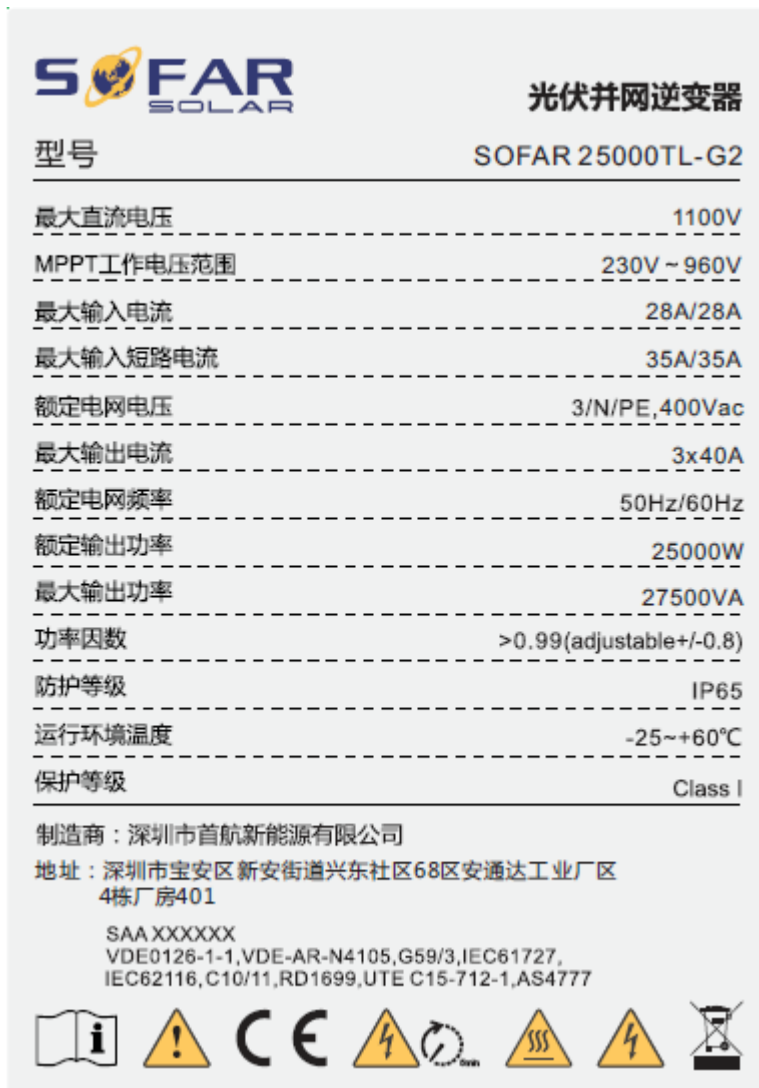 SOFAR
SOLAR
光伏并网逆变器
型号 SOFAR 25000TL-G2
最大直流电压 1100V
MPPT工作电压范围 230V~960V
最大输入电流 28A/28A
最大输入短路电流 35A/35A
额定电网电压 3/N/PE,400Vac
最大输出电流 3x40A
额定电网频率 50Hz/60Hz
额定输出功率 25000W
最大输出功率 27500VA
功率因数 >0.99(adjustable+/-0.8)
防护等级 IP65
运行环境温度 -25~+60℃
保护等级 Class I
制造商：深圳市首航新能源有限公司
地址：深圳市宝安区新安街道兴东社区68区安通达工业厂区
4栋厂房401
SAA XXXXXX
VDE0126-1-1,VDE-AR-N4105,G59/3,IEC61727,
IEC62116,C10/11,RD1699,UTE C15-712-1,AS4777
i ! CE